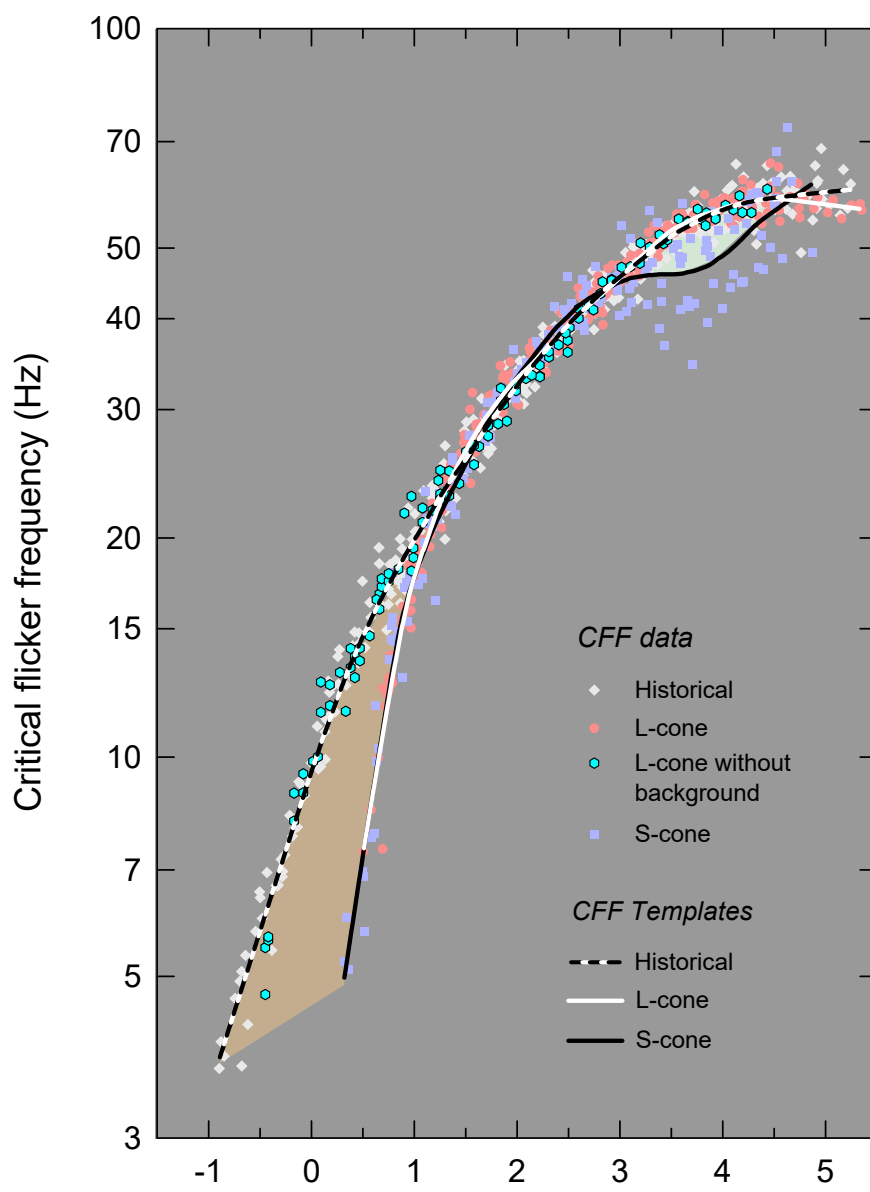 100
70
50
40
30
20
15
10
7
5
3
Critical flicker frequency (Hz)
CFF data
Historical
L-cone
L-cone without
background
S-cone
CFF Templates
Historical
L-cone
S-cone
-1 0 1 2 3 4 5